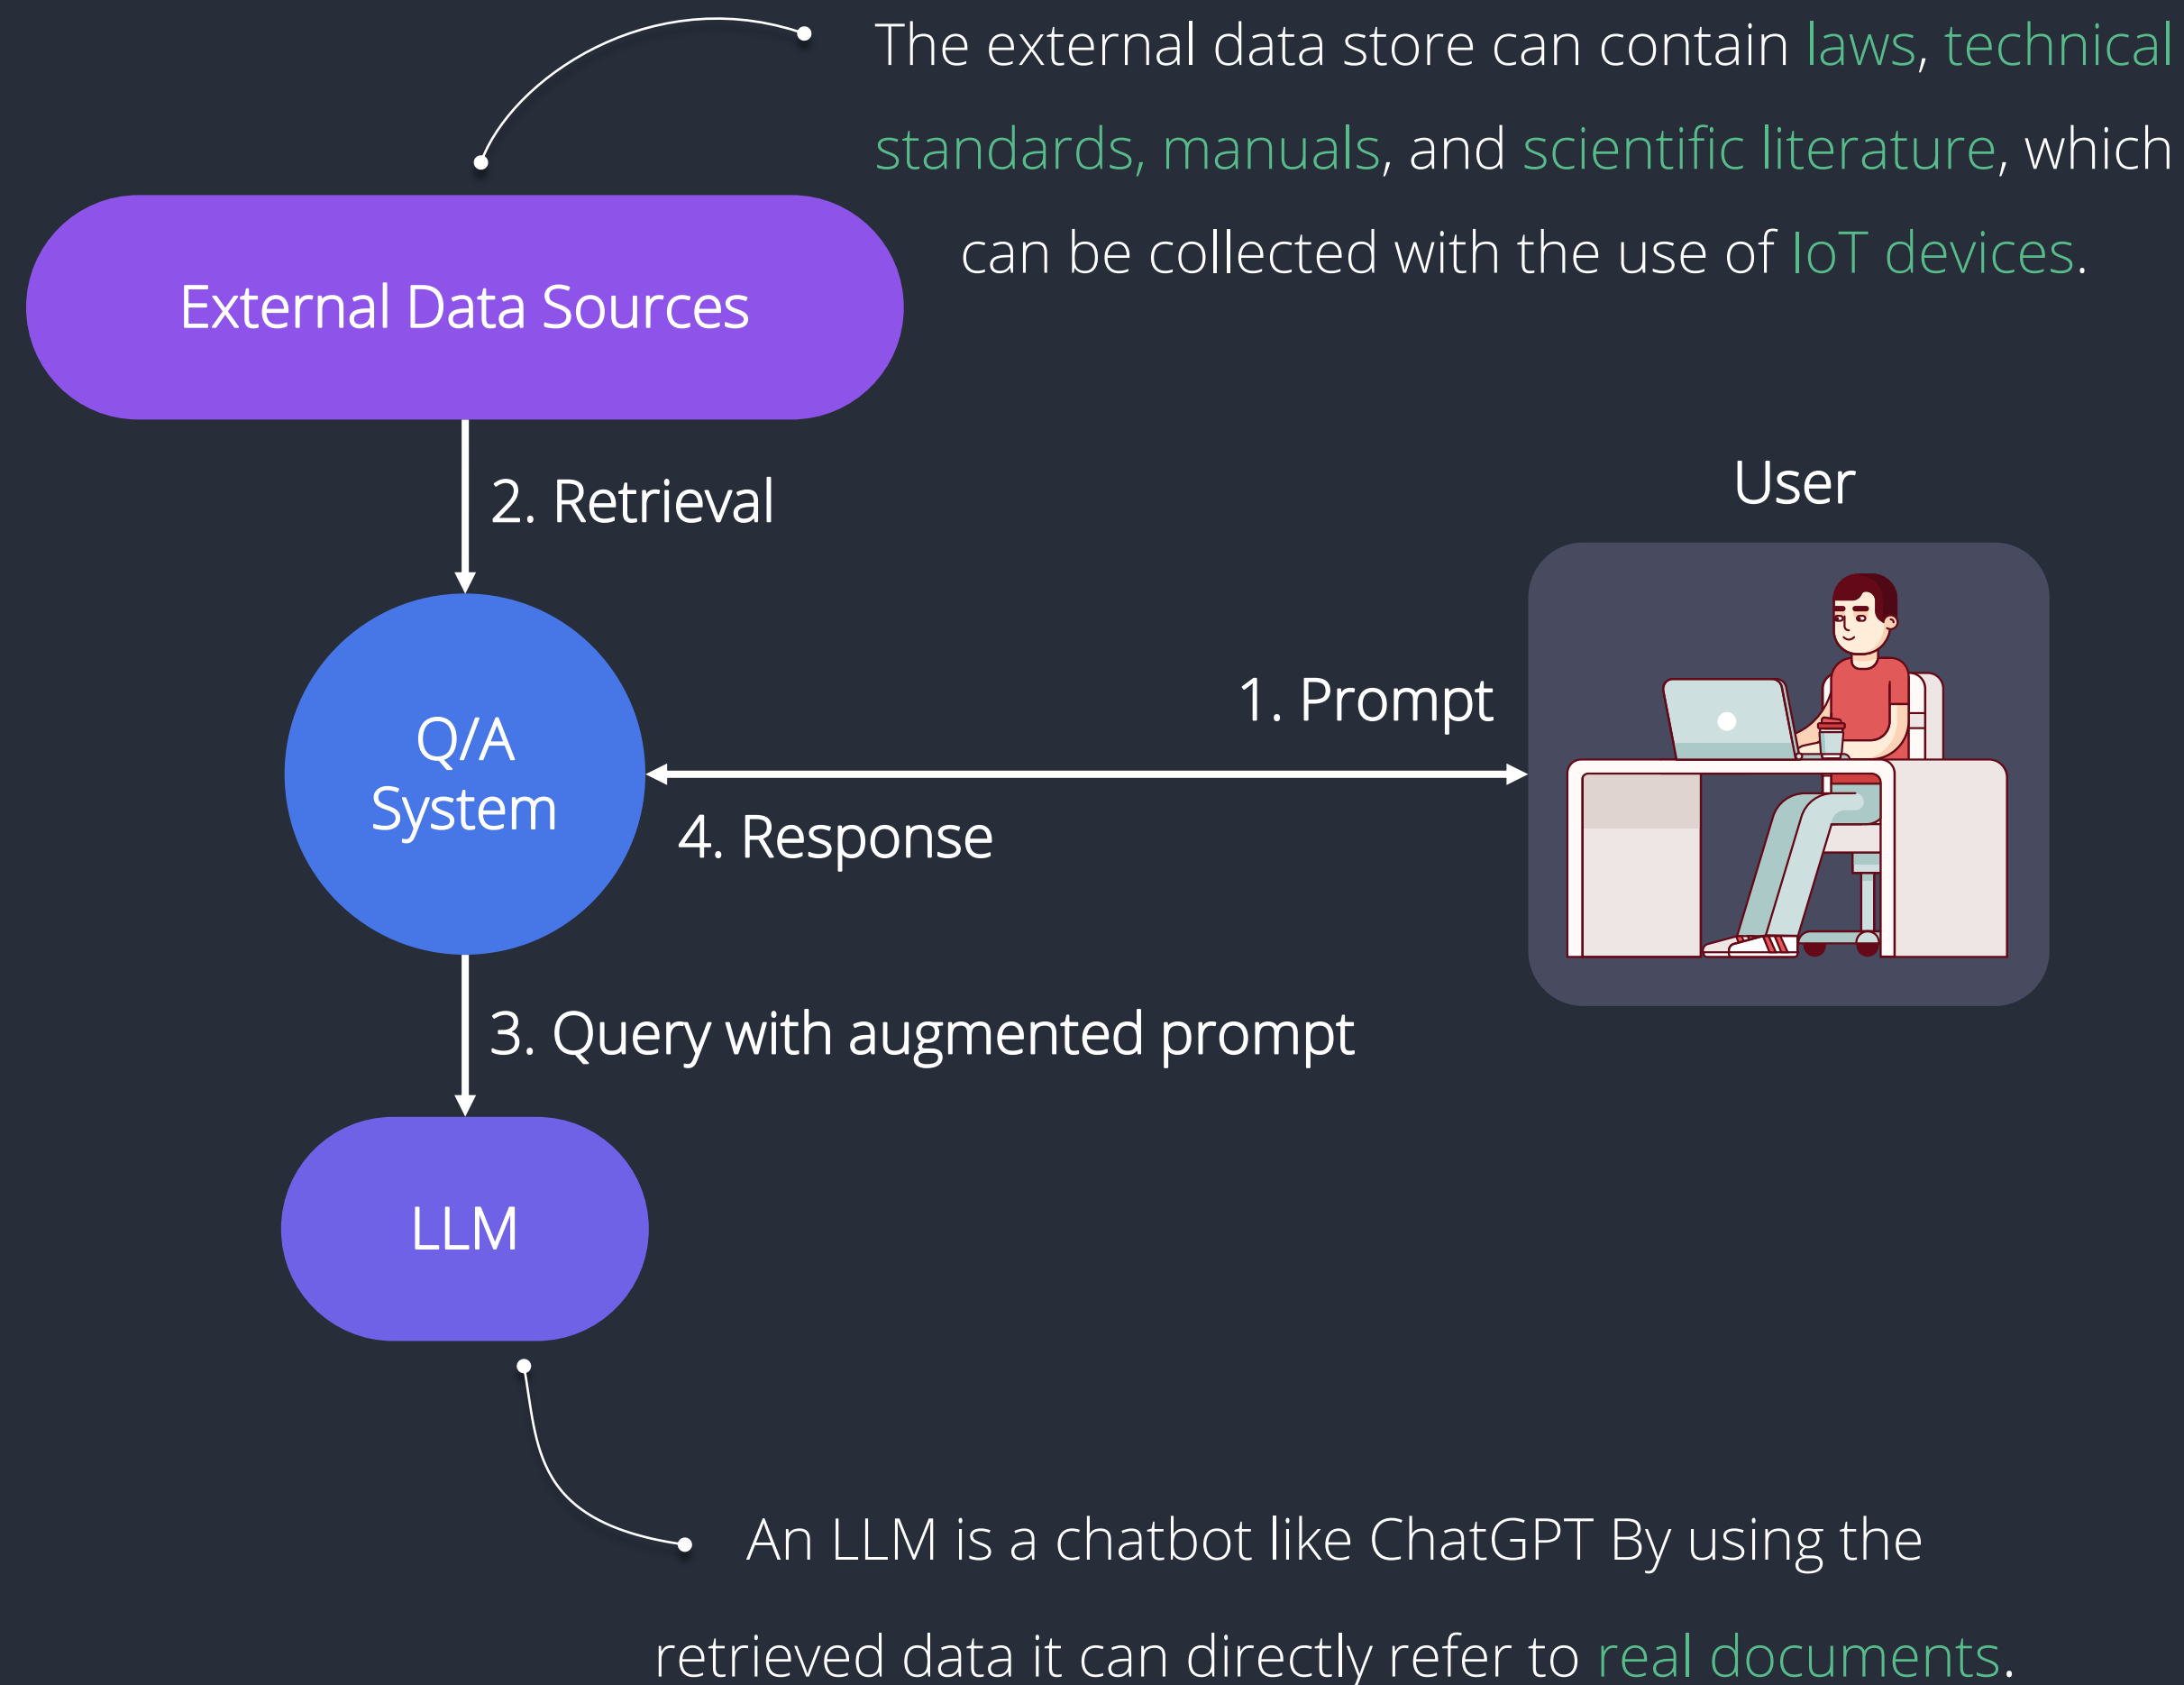 The external data store can contain laws, technical
standards, manuals, and scientific literature, which
can be collected with the use of IoT devices.
External Data Sources
2. Retrieval
User
Q/A
System
1. Prompt
4. Response
3. Query with augmented prompt
LLM
An LLM is a chatbot like ChatGPT By using the
retrieved data it can directly refer to real documents.